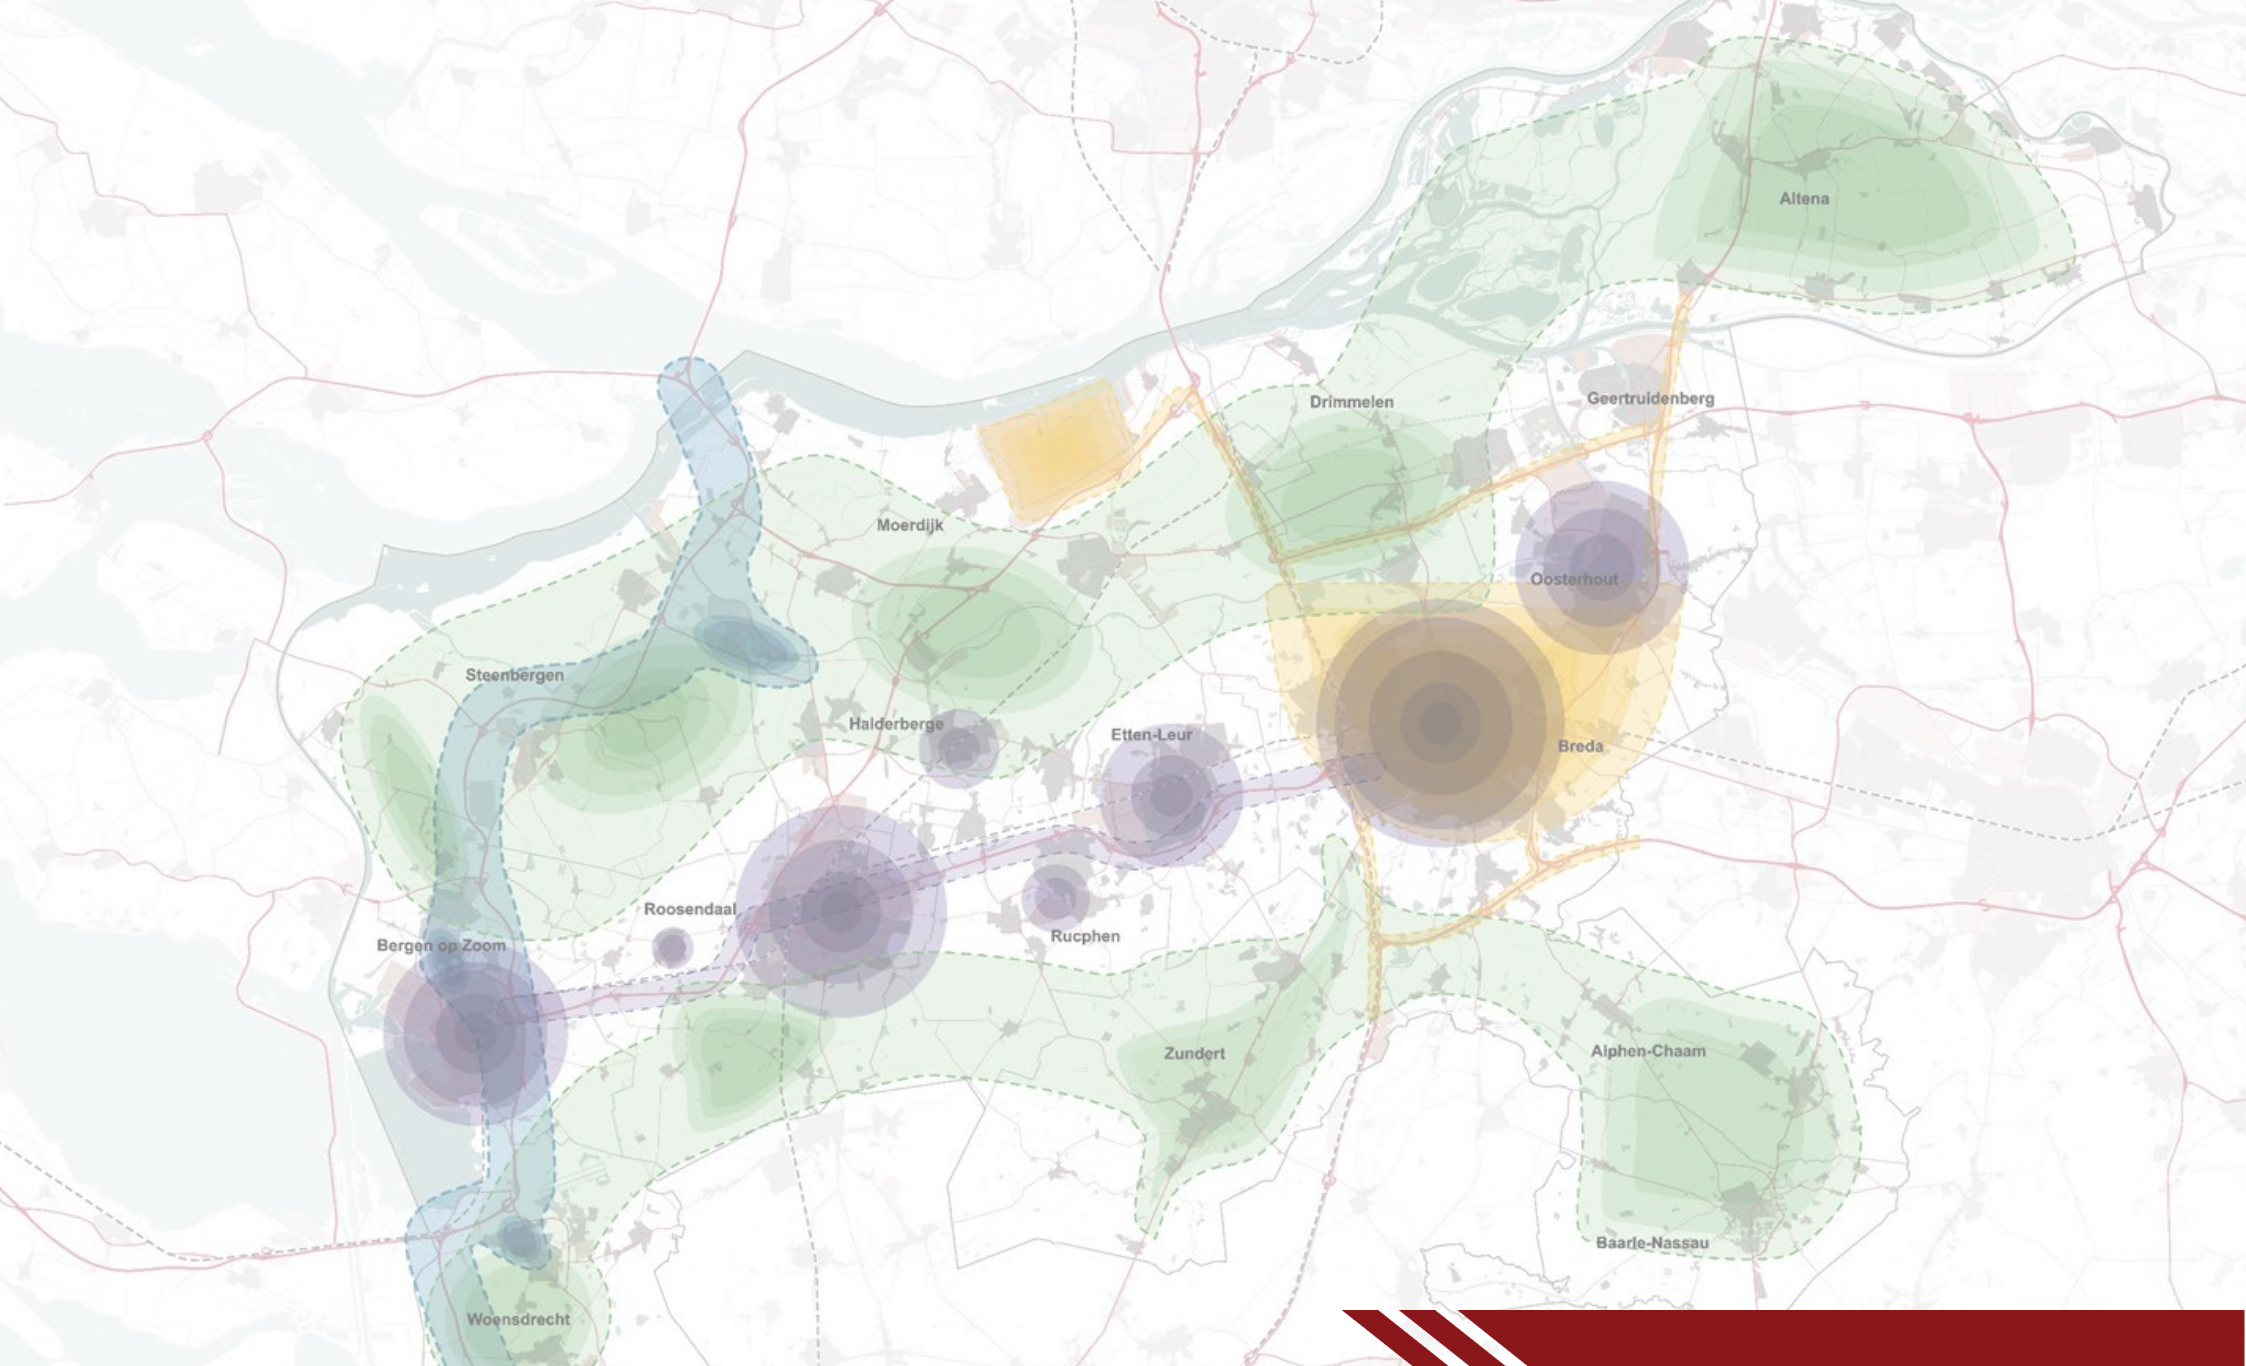 Altena
Drimmelen
Geertruidenberg
Moerdijk
Oosterhout
Steenbergen
Halderberge
Etten-Leur
Breda
Roosendaal
Rucphen
Bergen op Zoom
Zundert
Alphen-Chaam
Baarle-Nassau
Woensdrecht